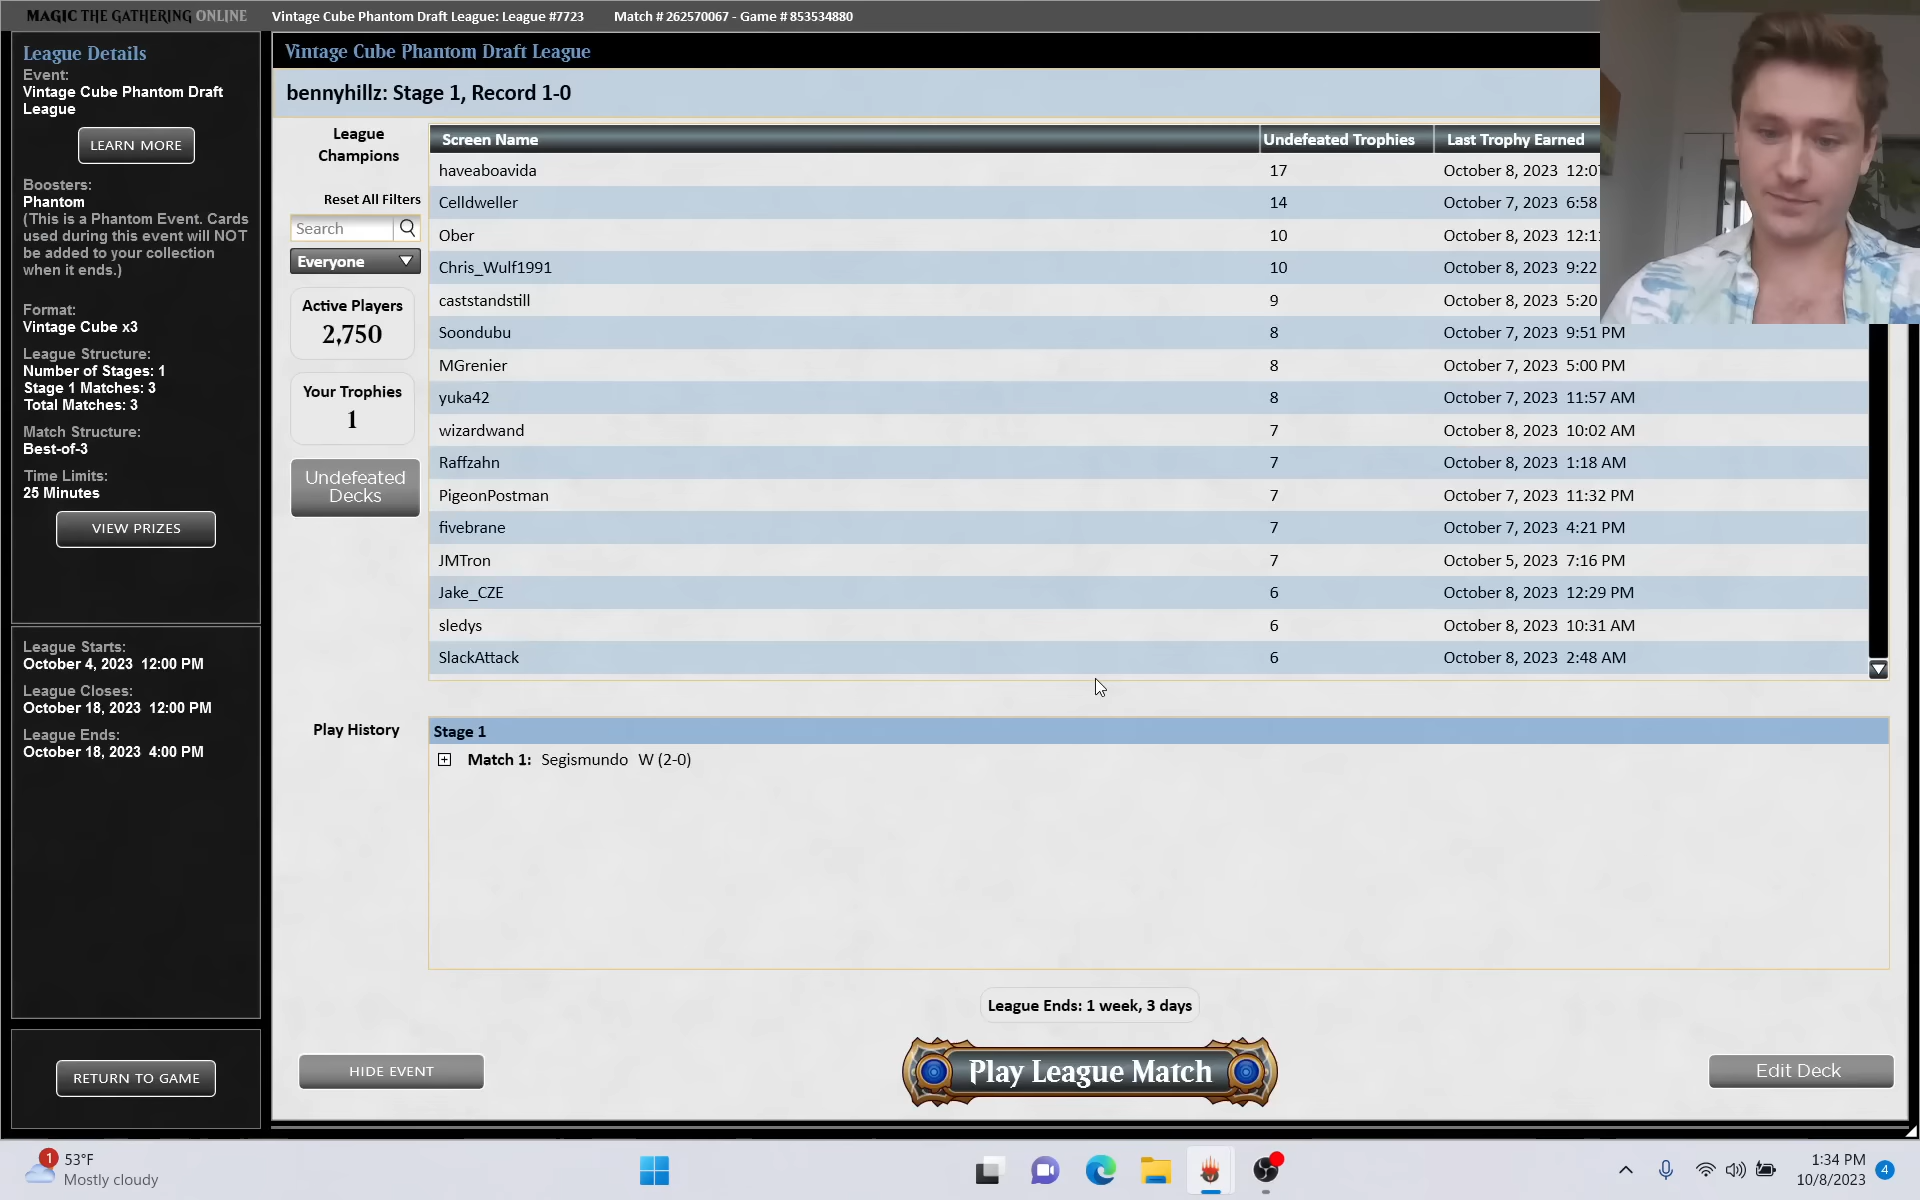 MAGIC THE GATHERING ONLINE
Vintage Cube Phantom Draft League: League #7723 Match # 262570067 - Game # 853534880
League Details
Event:
Vintage Cube Phantom Draft
League
LEARN MORE
Boosters:
Phantom
(This is a Phantom Event. Cards
used during this event will NOT
be added to your collection
when it ends.)
Format:
Vintage Cube x3
League Structure:
Number of Stages: 1
Stage 1 Matches: 3
Total Matches: 3
Match Structure:
Best-of-3
Time Limits:
25 Minutes
VIEW PRIZES
League Starts:
October 4, 2023 12:00 PM
League Closes:
October 18, 2023 12:00 PM
League Ends:
October 18, 2023 4:00 PM
RETURN TO GAME
Vintage Cube Phantom Draft League
bennyhillz: Stage 1, Record 1-0
League
Champions
Reset All Filters
Search
Everyone
Active Players
2,750
Your Trophies
1
Undefeated
Decks
Screen Name Undefeated Trophies Last Trophy Earned
haveaboavida 17 October 8, 2023 12:0
Celldweller 14 October 7, 2023 6:58
Ober 10 October 8, 2023 12:1
Chris_Wulf1991 10 October 8, 2023 9:22
caststandstill 9 October 8, 2023 5:20
Soondubu 8 October 7, 2023 9:51 PM
MGrenier 8 October 7, 2023 5:00 PM
yuka42 8 October 7, 2023 11:57 AM
wizardwand 7 October 8, 2023 10:02 AM
Raffzahn 7 October 8, 2023 1:18 AM
PigeonPostman 7 October 7, 2023 11:32 PM
fivebrane 7 October 7, 2023 4:21 PM
JMTron 7 October 5, 2023 7:16 PM
Jake_CZE 6 October 8, 2023 12:29 PM
sledys 6 October 8, 2023 10:31 AM
SlackAttack 6 October 8, 2023 2:48 AM
Play History
Stage 1
Match 1: Segismundo W (2-0)
League Ends: 1 week, 3 days
HIDE EVENT
Play League Match
Edit Deck
1
53°F
Mostly cloudy
1:34 PM
10/8/2023
4